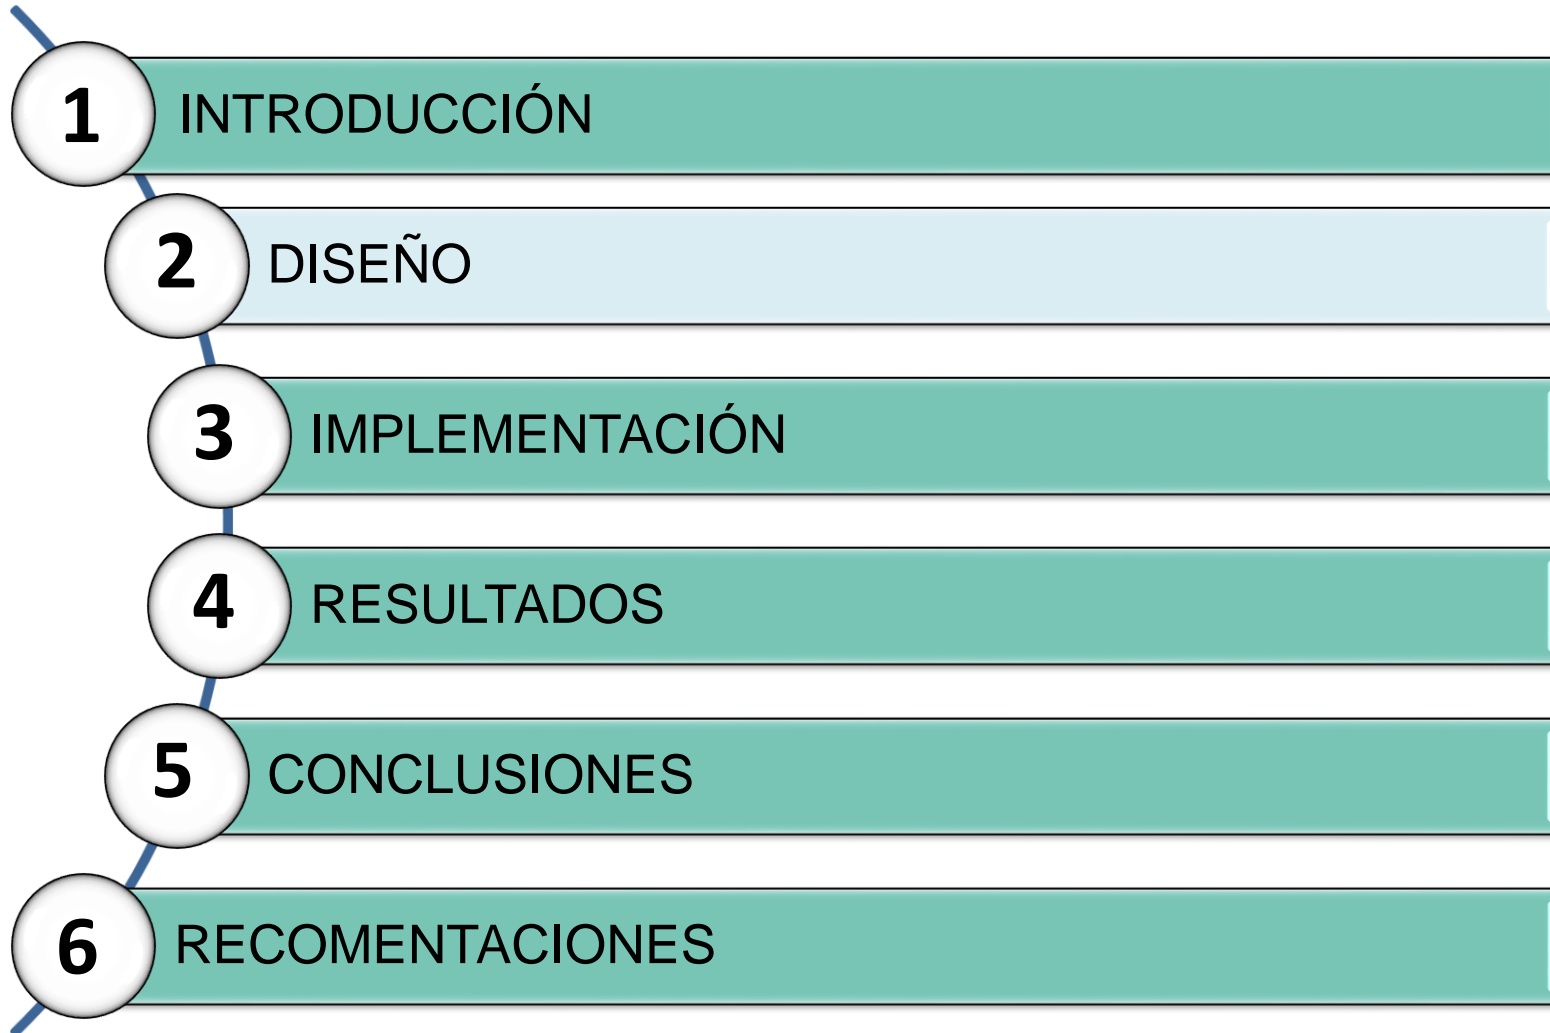 1 INTRODUCCIÓN
2 DISEÑO
3 IMPLEMENTACIÓN
4 RESULTADOS
5 CONCLUSIONES
6 RECOMENTACIONES